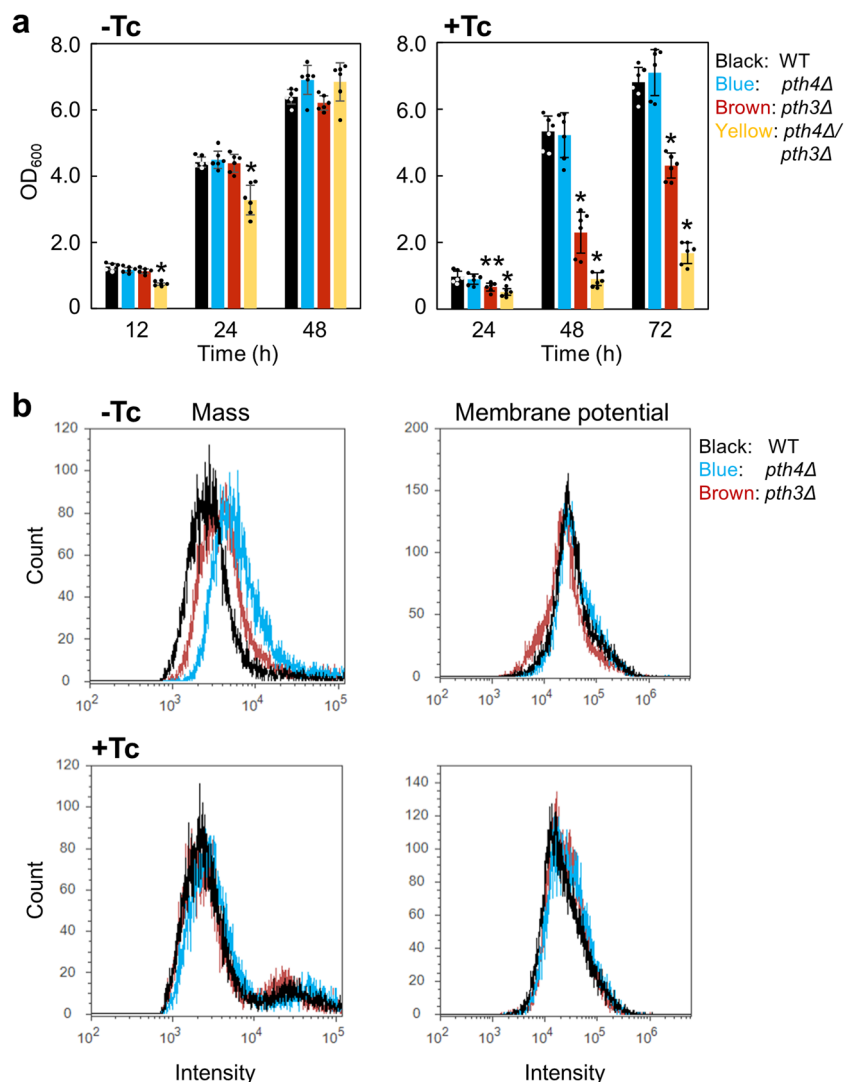 a
-Tc
+Tc
8.0
6.0
4.0
2.0
0
OD600
*
*
12
24
48
Time (h)
8.0
6.0
4.0
2.0
0
**
*
*
*
*
*
24
48
72
Time (h)
Black: WT
Blue: pth4Δ
Brown: pth3Δ
Yellow: pth4Δ/
pth3Δ
b
-Tc
Mass
Membrane potential
120
100
80
60
40
20
0
Count
10² 10³ 10⁴ 10⁵
200
150
100
50
0
10² 10³ 10⁴ 10⁵ 10⁶
Black: WT
Blue: pth4Δ
Brown: pth3Δ
+Tc
120
100
80
60
40
20
0
Count
10² 10³ 10⁴ 10⁵
Intensity
140
120
100
80
60
40
20
0
10² 10³ 10⁴ 10⁵ 10⁶
Intensity